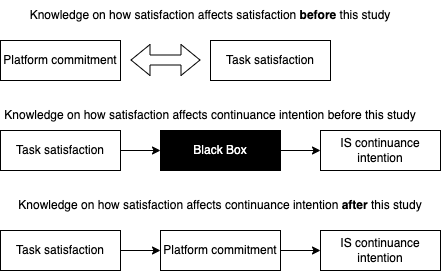 Knowledge on how satisfaction affects satisfaction before this study
Platform commitment
Task satisfaction
Knowledge on how satisfaction affects continuance intention before this study
Task satisfaction
Black Box
IS continuance
intention
Knowledge on how satisfaction affects continuance intention after this study
Task satisfaction
Platform commitment
IS continuance
intention